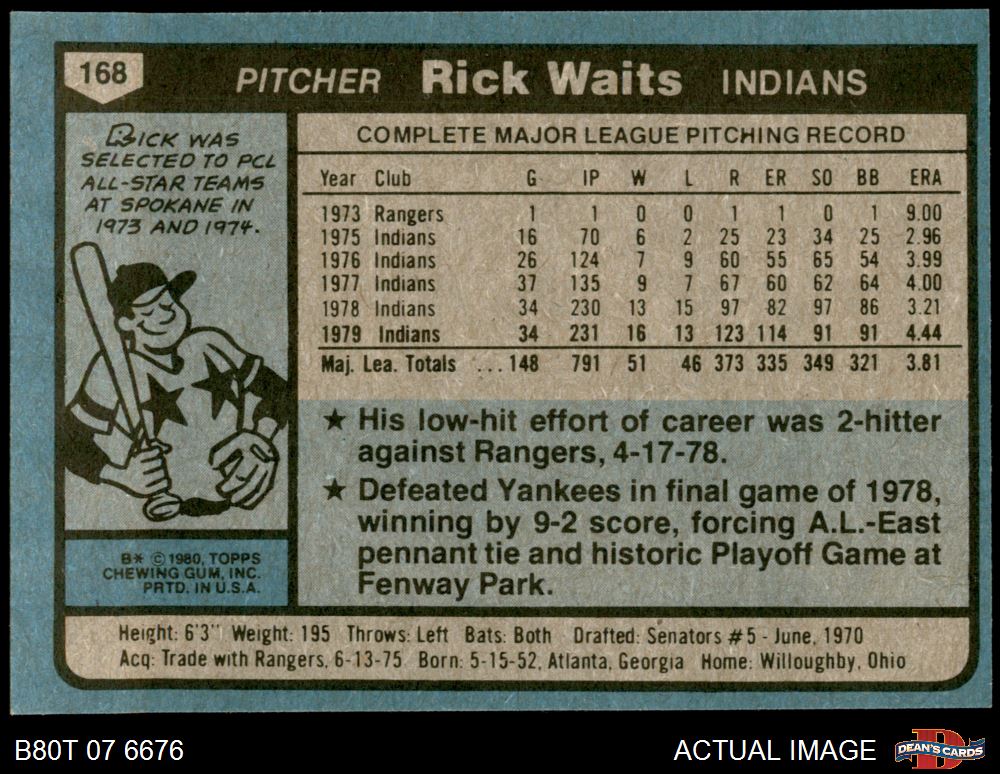 168 PITCHER Rick Waits INDIANS
RICK WAS
SELECTED TO PCL
ALL-STAR TEAMS
AT SPOKANE IN
1973 AND 1974.
COMPLETE MAJOR LEAGUE PITCHING RECORD
Year Club G IP W L R ER SO BB ERA
1973 Rangers 1 1 0 0 1 1 0 1 9.00
1975 Indians 16 70 6 2 25 23 34 25 2.96
1976 Indians 26 124 7 9 60 55 65 54 3.99
1977 Indians 37 135 9 7 67 60 62 64 4.00
1978 Indians 34 230 13 15 97 82 97 86 3.21
1979 Indians 34 231 16 13 123 114 91 91 4.44
Maj. Lea. Totals ...148 791 51 46 373 335 349 321 3.81
★ His low-hit effort of career was 2-hitter
against Rangers, 4-17-78.
★ Defeated Yankees in final game of 1978,
winning by 9-2 score, forcing A.L.-East
pennant tie and historic Playoff Game at
Fenway Park.
B* © 1980, TOPPS
CHEWING GUM, INC.
PRTD. IN U.S.A.
Height: 6'3" Weight: 195 Throws: Left Bats: Both Drafted: Senators #5 - June, 1970
Acq: Trade with Rangers, 6-13-75 Born: 5-15-52, Atlanta, Georgia Home: Willoughby, Ohio
B80T 07 6676 ACTUAL IMAGE DEAN'S CARDS